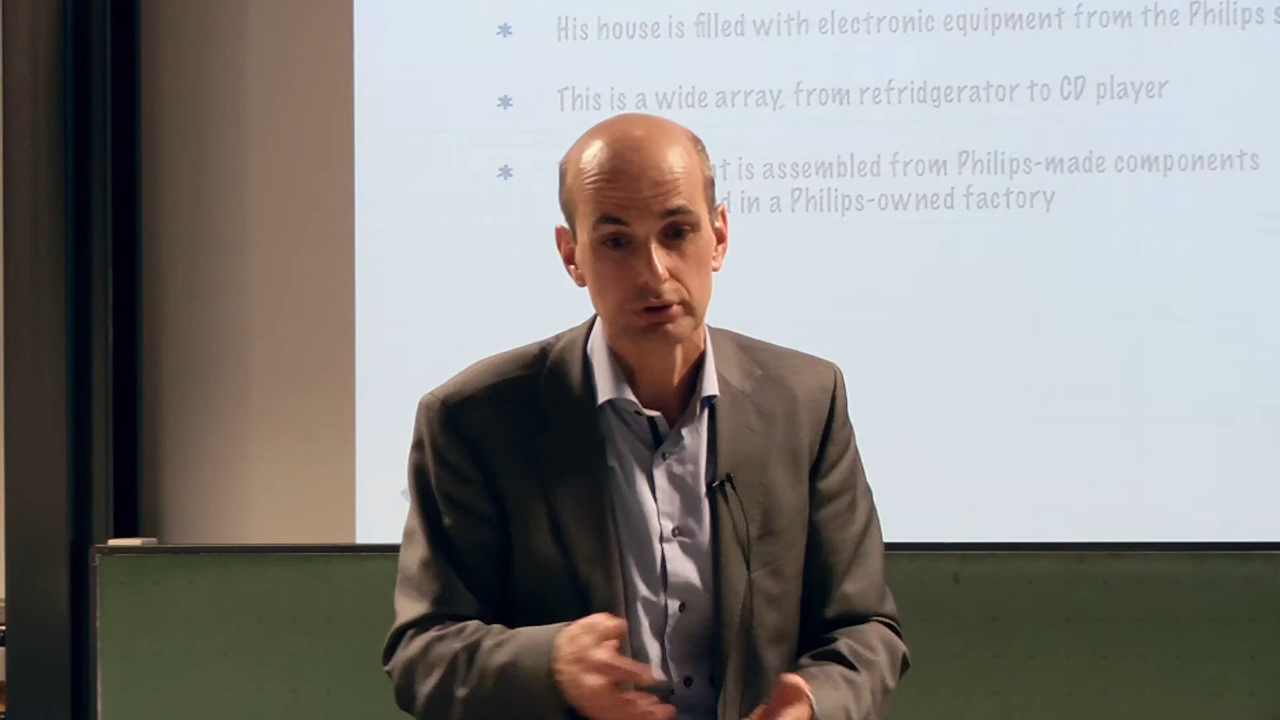 * His house is filled with electronic equipment from the Philips
* This is a wide array, from refridgerator to CD player
* is assembled from Philips-made components
in a Philips-owned factory